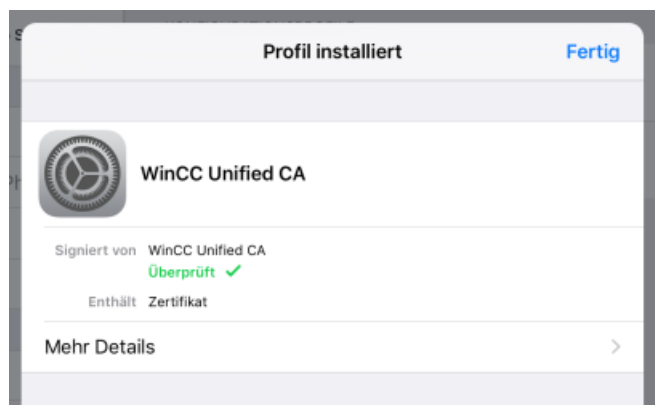 Profil installiert
Fertig
WinCC Unified CA
Signiert von WinCC Unified CA
Überprüft ✓
Enthält Zertifikat
Mehr Details